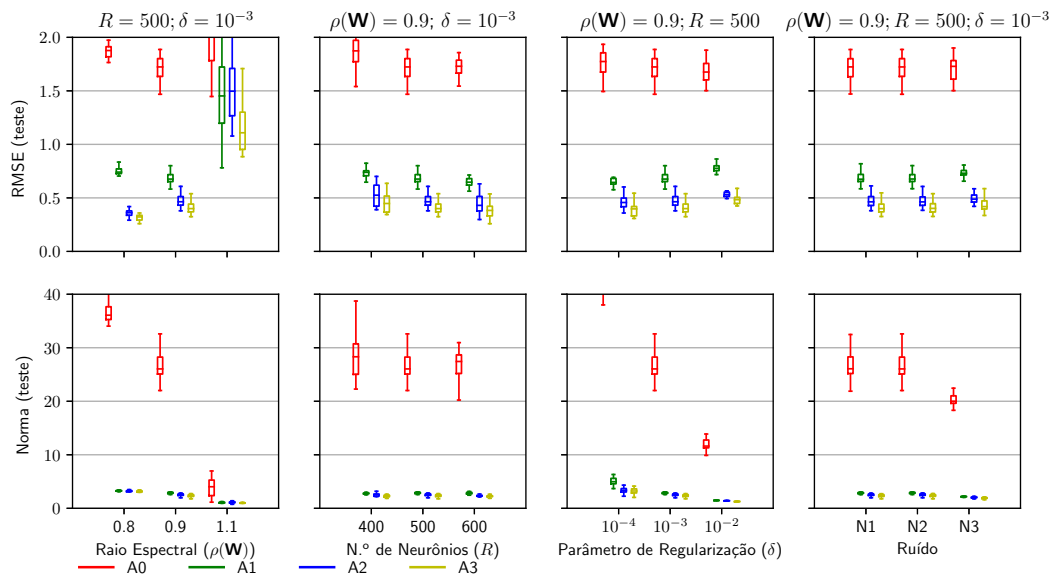 R = 500; δ = 10⁻³
ρ(W) = 0.9; δ = 10⁻³
ρ(W) = 0.9; R = 500
ρ(W) = 0.9; R = 500; δ = 10⁻³
RMSE (teste)
2.0
1.5
1.0
0.5
0.0
Norma (teste)
40
30
20
10
0
0.8 0.9 1.1
Raio Espectral (ρ(W))
400 500 600
N.º de Neurônios (R)
10⁻⁴ 10⁻³ 10⁻²
Parâmetro de Regularização (δ)
N1 N2 N3
Ruído
A0 A1 A2 A3